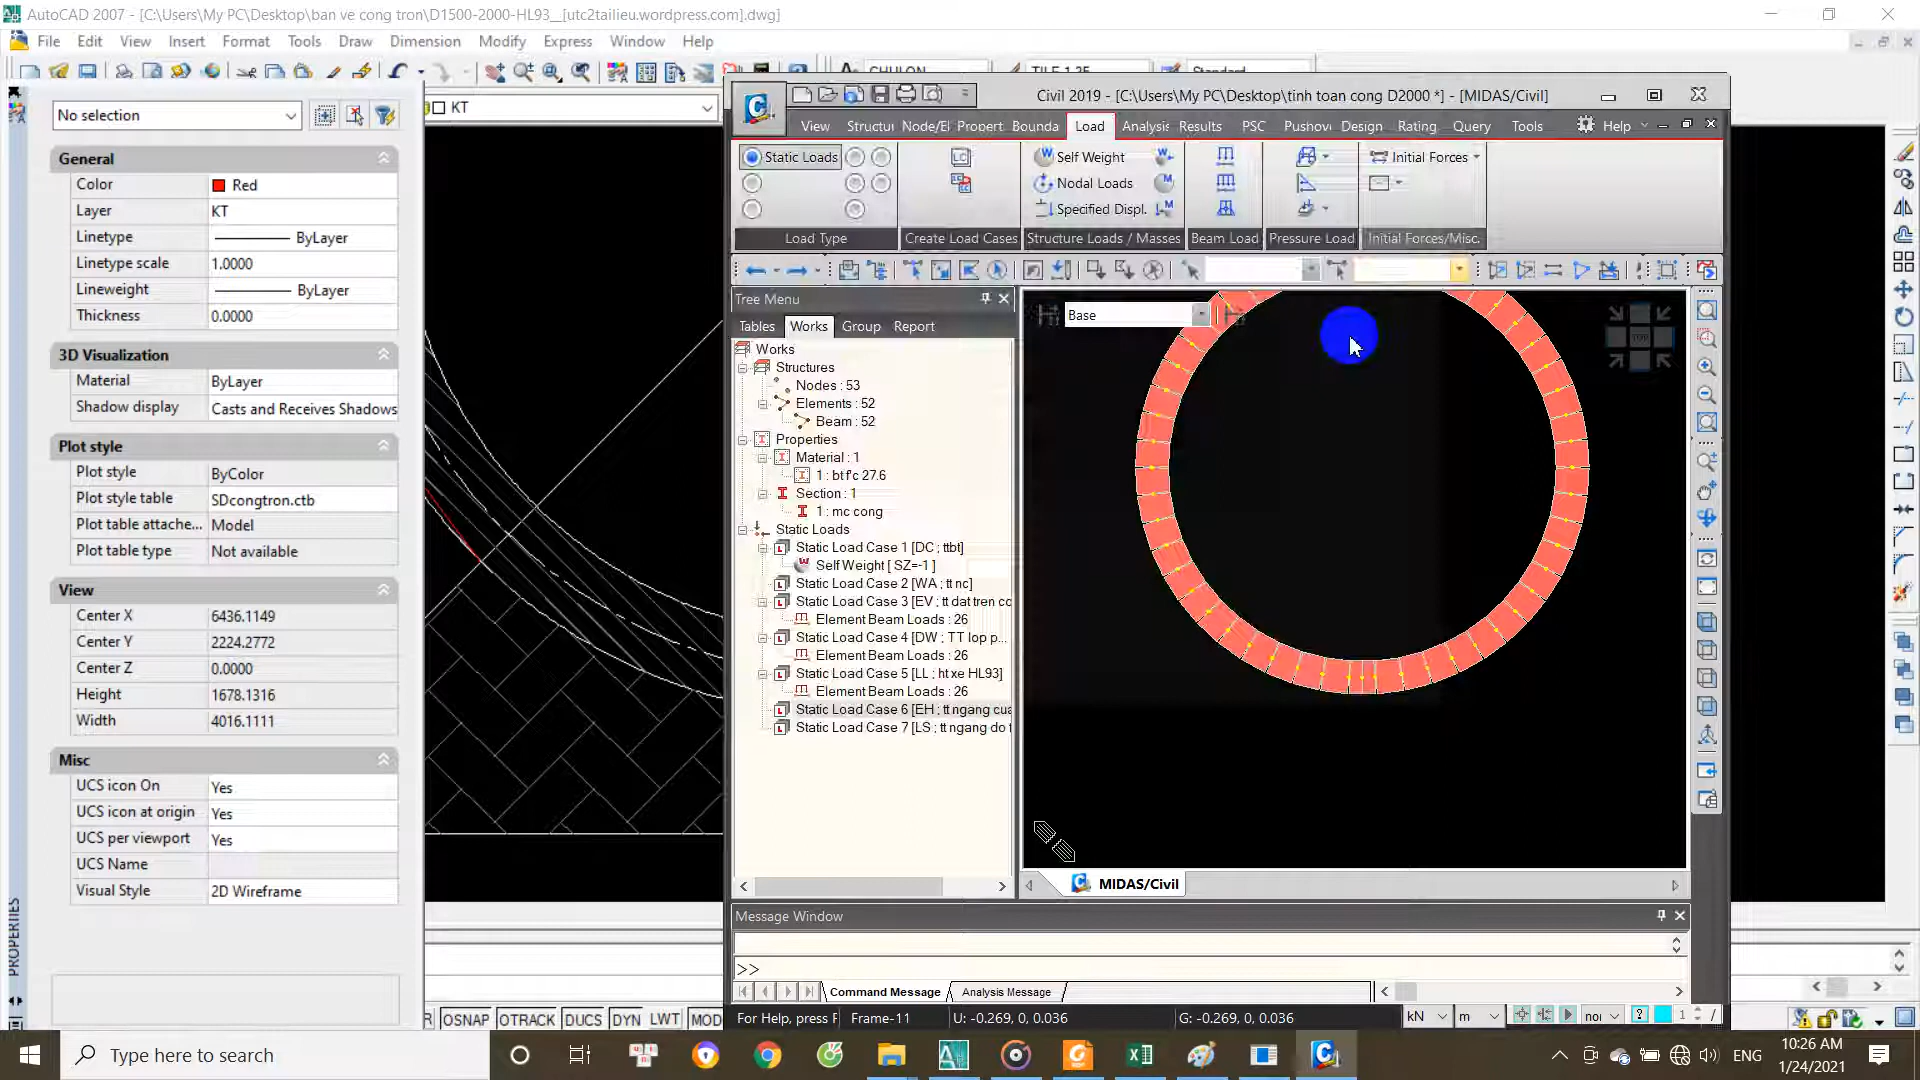 AutoCAD 2007 - [C:\Users\My PC\Desktop\ban ve cong tron\D1500-2000-HL93__[utc2tailieu.wordpress.com].dwg]
File Edit View Insert Format Tools Draw Dimension Modify Express Window Help
No selection
KT
General
Color Red
Layer KT
Linetype ByLayer
Linetype scale 1.0000
Lineweight ByLayer
Thickness 0.0000
3D Visualization
Material ByLayer
Shadow display Casts and Receives Shadows
Plot style
Plot style ByColor
Plot style table SDcongtron.ctb
Plot table attache... Model
Plot table type Not available
View
Center X 6436.1149
Center Y 2224.2772
Center Z 0.0000
Height 1678.1316
Width 4016.1111
Misc
UCS icon On Yes
UCS icon at origin Yes
UCS per viewport Yes
UCS Name
Visual Style 2D Wireframe
PROPERTIES
OSNAP OTRACK DUCS DYN LWT MOD
Civil 2019 - [C:\Users\My PC\Desktop\tinh toan cong D2000 *] - [MIDAS/Civil]
View Structu Node/El Propert Bounda Load Analysis Results PSC Pushov Design Rating Query Tools Help
Static Loads
Self Weight
Nodal Loads
Specified Displ.
Initial Forces
Load Type Create Load Cases Structure Loads / Masses Beam Load Pressure Load Initial Forces/Misc.
Tree Menu
Tables Works Group Report
Works
Structures
Nodes : 53
Elements : 52
Beam : 52
Properties
Material : 1
1 : bt f'c 27.6
Section : 1
1 : mc cong
Static Loads
Static Load Case 1 [DC ; ttbt]
Self Weight [ SZ=-1 ]
Static Load Case 2 [WA ; tt nc]
Static Load Case 3 [EV ; tt dat tren co
Element Beam Loads : 26
Static Load Case 4 [DW ; TT lop p...
Element Beam Loads : 26
Static Load Case 5 [LL ; ht xe HL93]
Element Beam Loads : 26
Static Load Case 6 [EH ; tt ngang cua
Static Load Case 7 [LS ; tt ngang do t
Base
TOP
MIDAS/Civil
Message Window
>>
Command Message Analysis Message
For Help, press F Frame-11 U: -0.269, 0, 0.036 G: -0.269, 0, 0.036 kN m nor 1
Type here to search
ENG
10:26 AM
1/24/2021